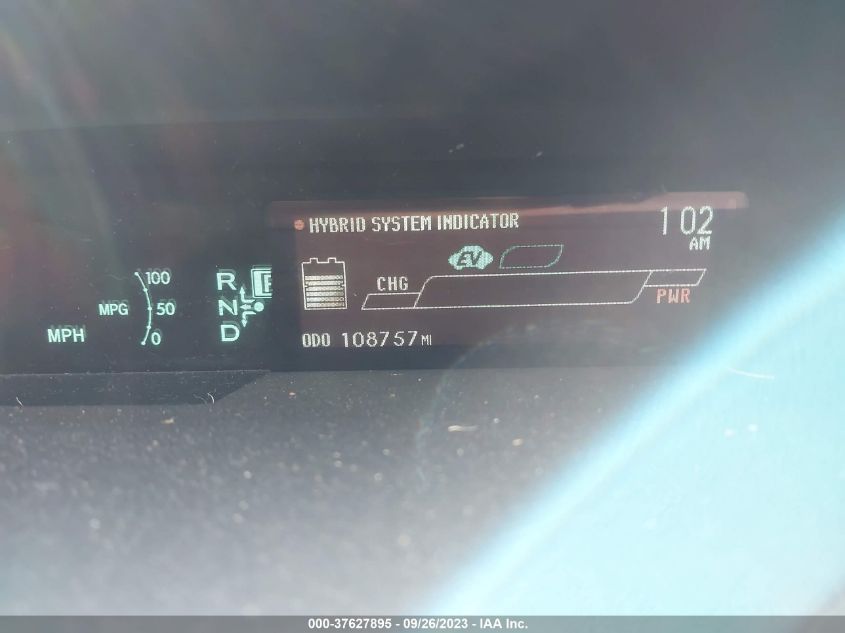 HYBRID SYSTEM INDICATOR
1 02
AM
EV
CHG
PWR
ODO 108757 MI
100
MPG 50
0
MPH
R
N
D
P
000-37627895 - 09/26/2023 - IAA Inc.